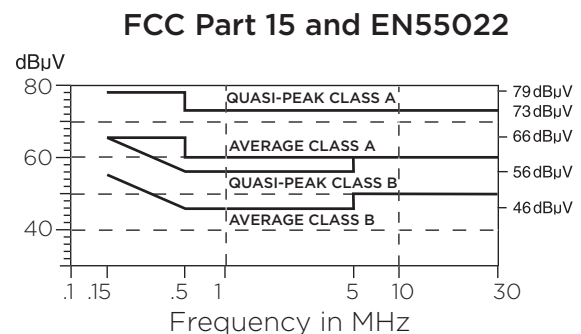 FCC Part 15 and EN55022
dBµV
80
60
40
QUASI-PEAK CLASS A
AVERAGE CLASS A
QUASI-PEAK CLASS B
AVERAGE CLASS B
79dBµV
73dBµV
66dBµV
56dBµV
46dBµV
.1 .15 .5 1 5 10 30
Frequency in MHz